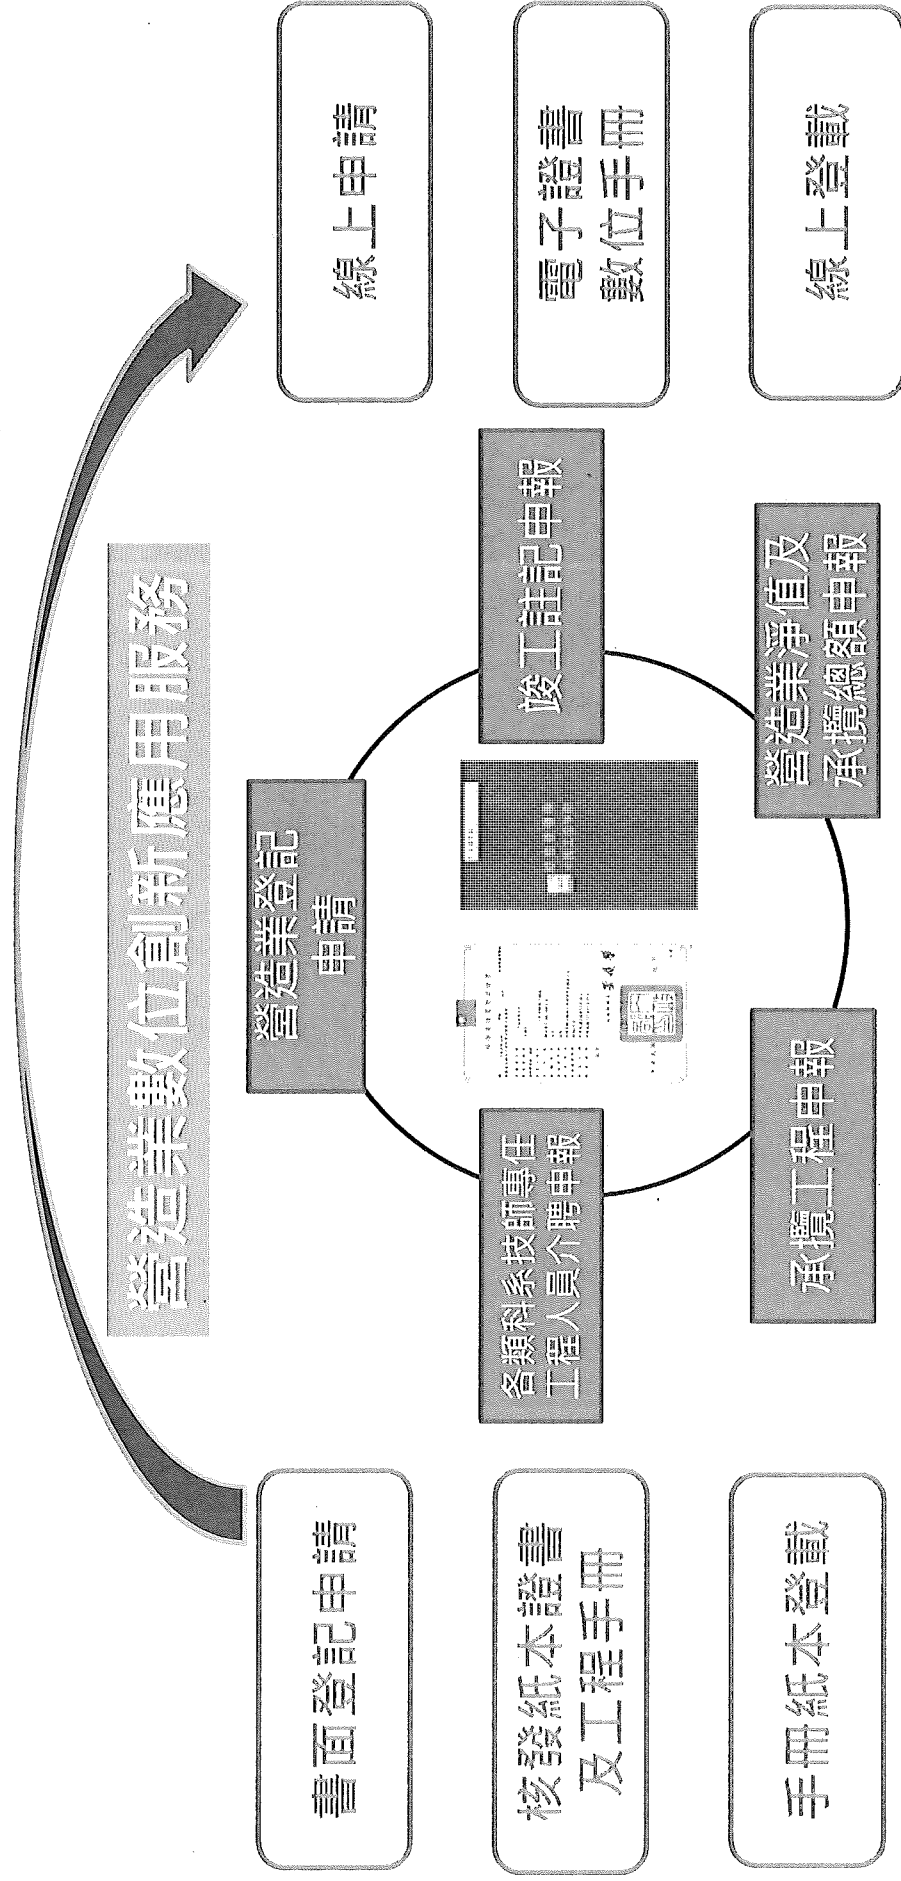 營造業數位創新應用服務
書面登記申請
核發紙本證書
及工程手冊
手冊紙本登載
營造業登記
申請
各類科系技師專任
工程人員介聘申報
竣工註記申報
承攬工程申報
營造業淨值及
承攬總額申報
線上申請
電子證書
數位手冊
線上登載